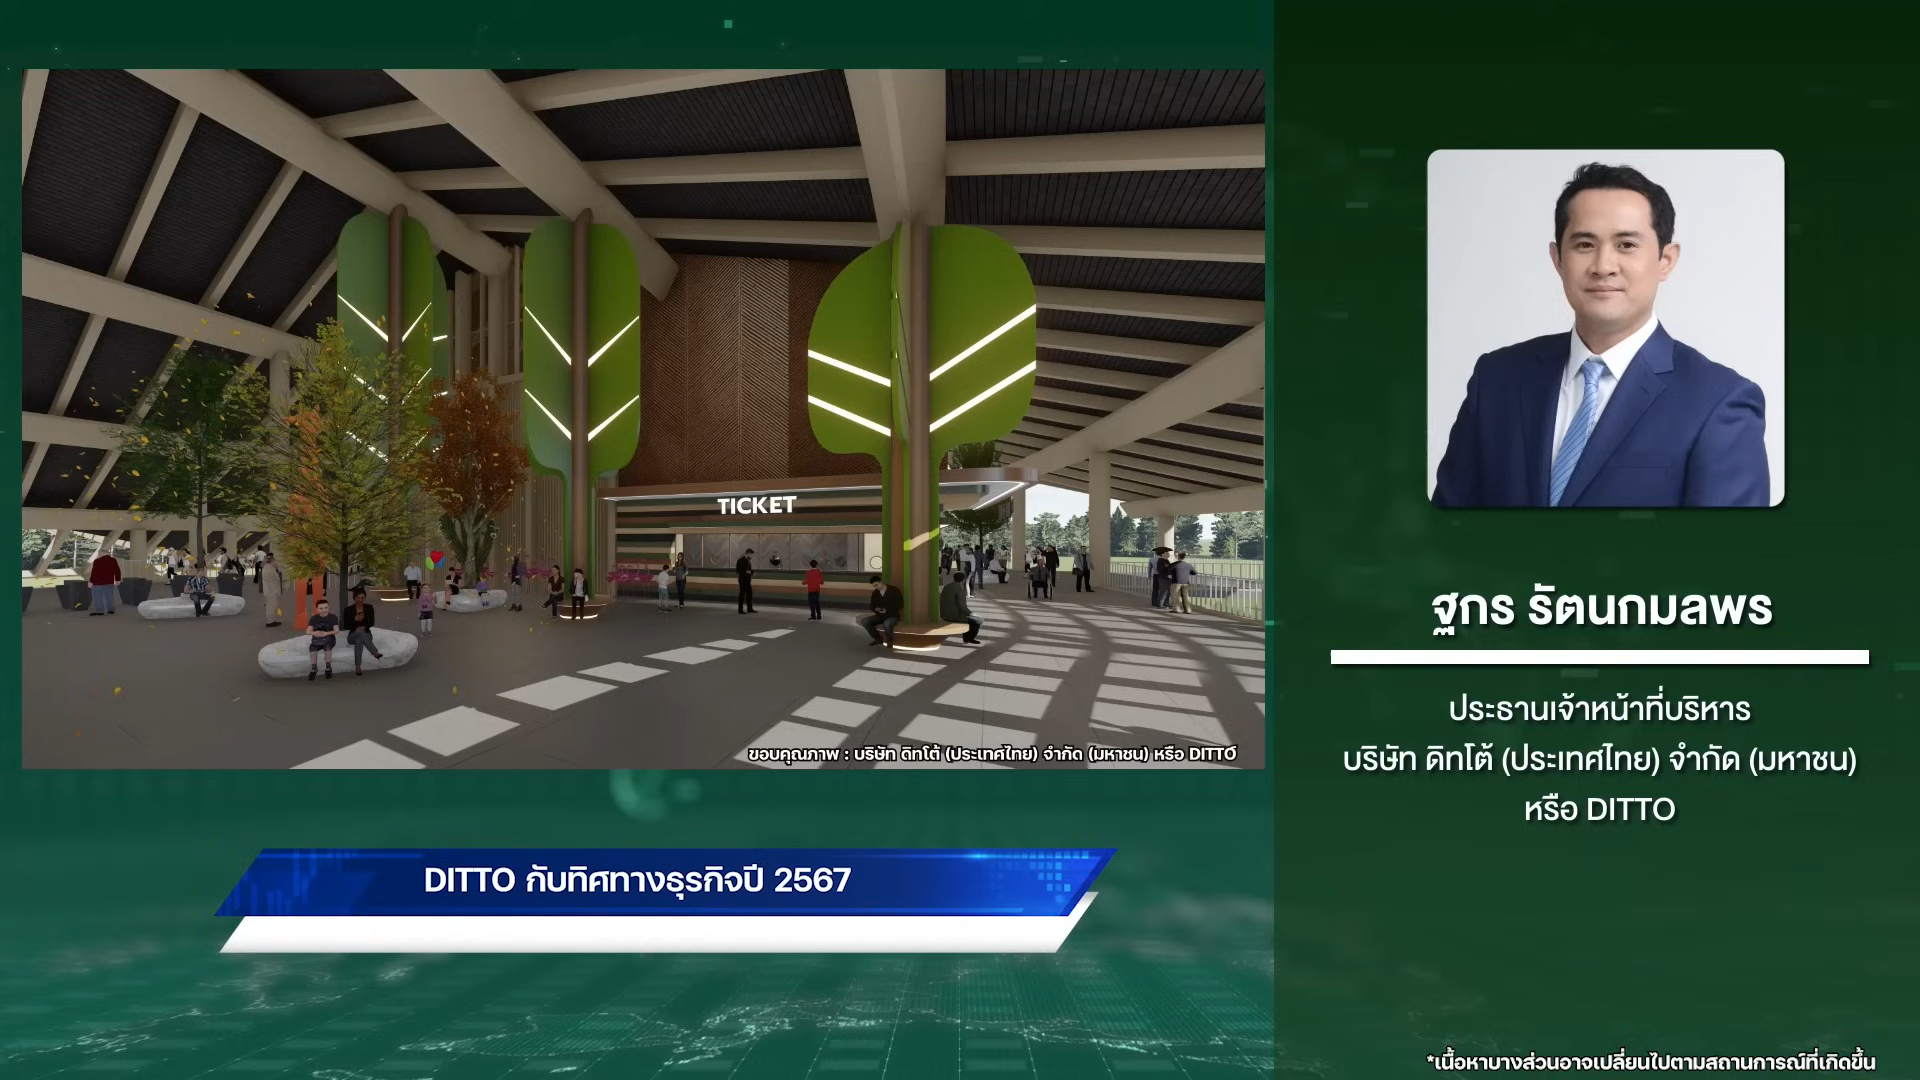 TICKET
ขอบคุณภาพ : บริษัท ดิทโต้ (ประเทศไทย) จำกัด (มหาชน) หรือ DITTO
DITTO กับทิศทางธุรกิจปี 2567
ฐกร รัตนกมลพร
ประธานเจ้าหน้าที่บริหาร
บริษัท ดิทโต้ (ประเทศไทย) จำกัด (มหาชน)
หรือ DITTO
*เนื้อหาบางส่วนอาจเปลี่ยนไปตามสถานการณ์ที่เกิดขึ้น